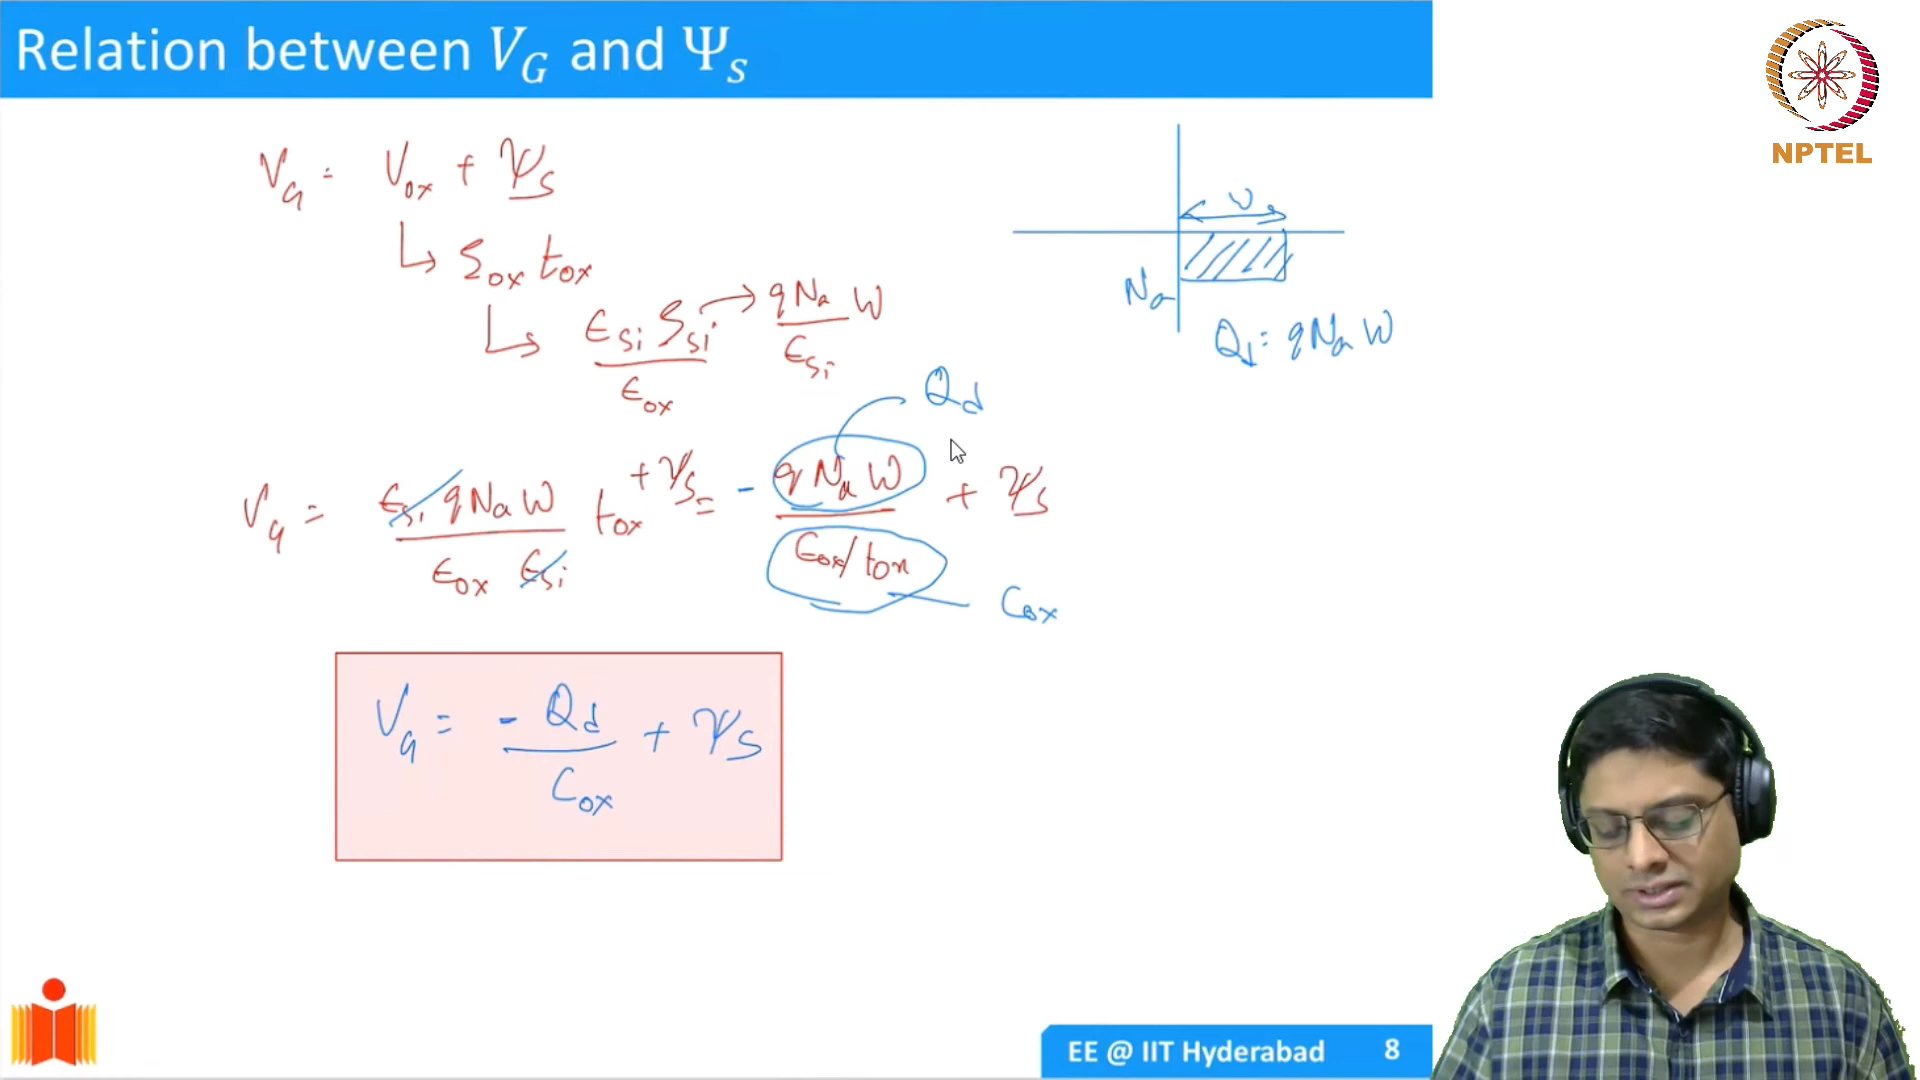 Relation between V_G and Ψ_s
NPTEL
V_G = V_ox + Ψ_s
↳ ξ_ox t_ox
↳ ε_si ξ_si / ε_ox → qN_a W / ε_si
W
N_a
Q_d = qN_a W
Q_d
V_G = ε_si qN_a W / ε_ox ε_si t_ox + Ψ_s = - qN_a W / ε_ox/t_ox + Ψ_s
C_ox
V_G = - Q_d / C_ox + Ψ_s
EE @ IIT Hyderabad 8